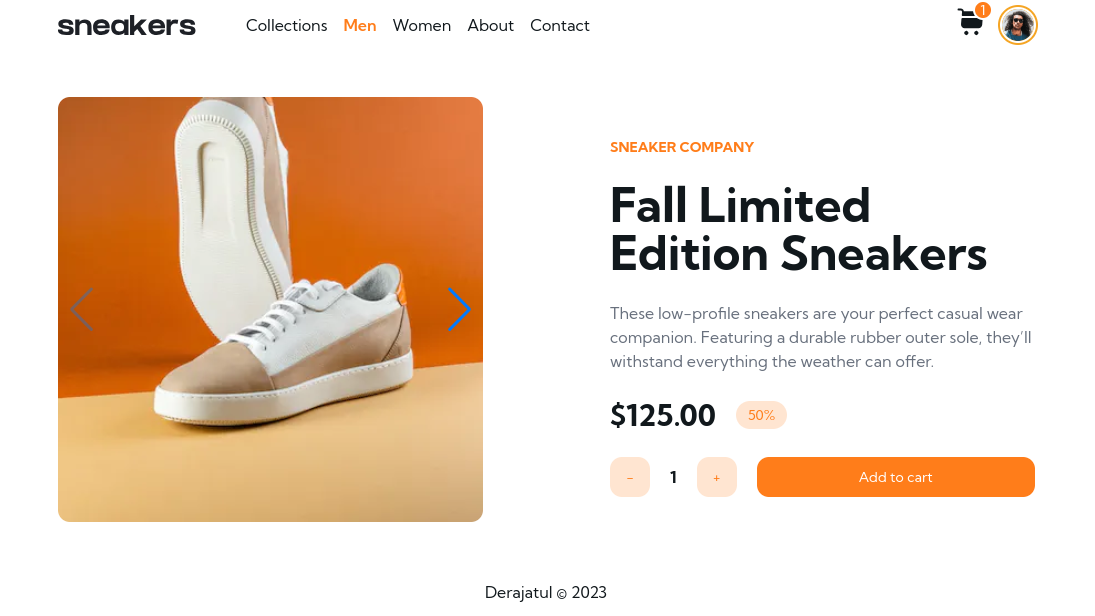 sneakers
Collections Men Women About Contact
1
SNEAKER COMPANY
Fall Limited
Edition Sneakers
These low-profile sneakers are your perfect casual wear
companion. Featuring a durable rubber outer sole, they’ll
withstand everything the weather can offer.
$125.00 50%
- 1 + Add to cart
Derajatul © 2023